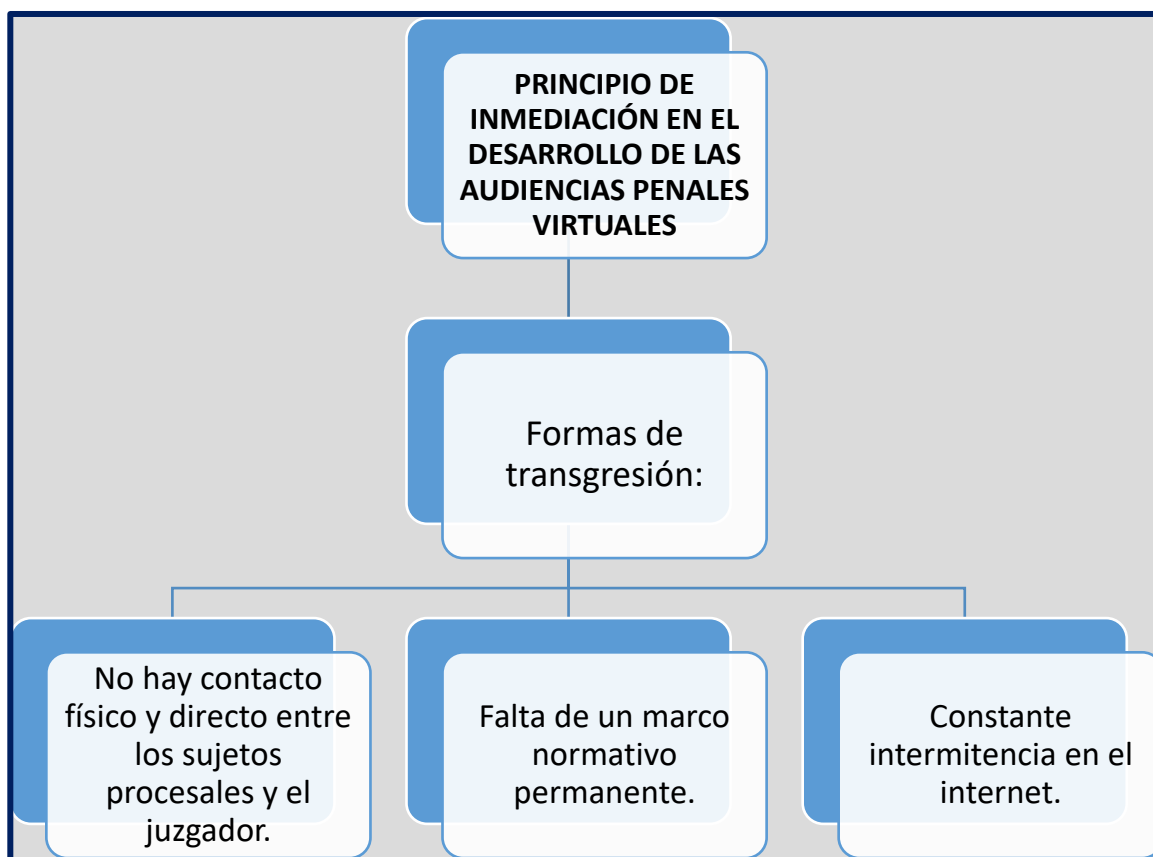 PRINCIPIO DE
INMEDIACIÓN EN EL
DESARROLLO DE LAS
AUDIENCIAS PENALES
VIRTUALES
Formas de
transgresión:
No hay contacto
físico y directo entre
los sujetos
procesales y el
juzgador.
Falta de un marco
normativo
permanente.
Constante
intermitencia en el
internet.